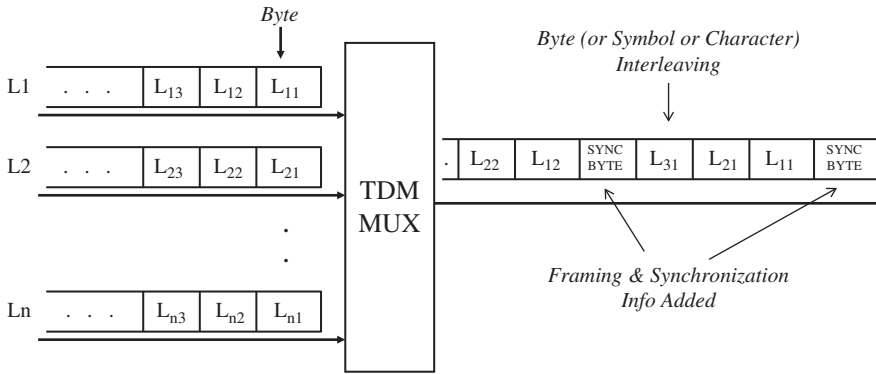 Byte
Byte (or Symbol or Character)
Interleaving
L1 . . . L13 L12 L11
L2 . . . L23 L22 L21
.
.
Ln . . . Ln3 Ln2 Ln1
TDM
MUX
. L22 L12 SYNC BYTE L31 L21 L11 SYNC BYTE
Framing & Synchronization
Info Added